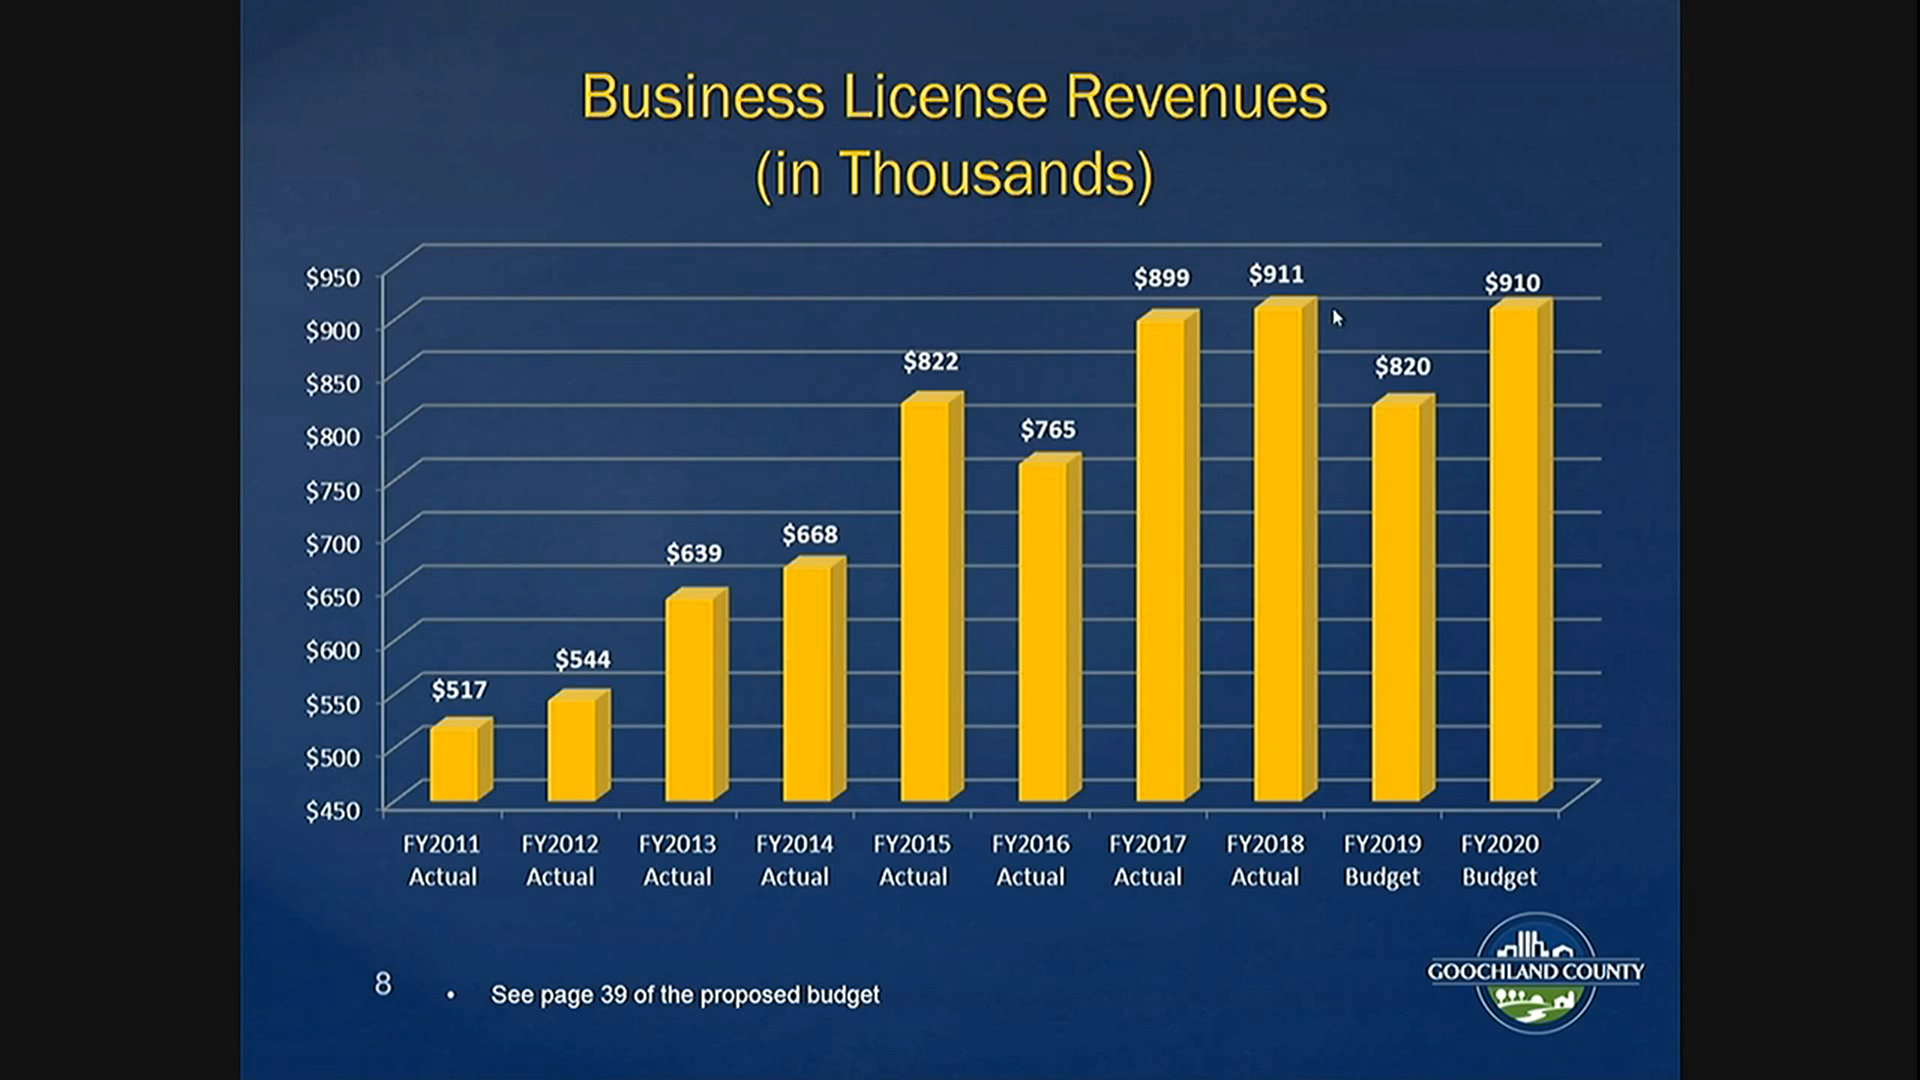 Business License Revenues
(in Thousands)
$950
$900
$850
$800
$750
$700
$650
$600
$550
$500
$450
$517
$544
$639
$668
$822
$765
$899
$911
$820
$910
FY2011 Actual
FY2012 Actual
FY2013 Actual
FY2014 Actual
FY2015 Actual
FY2016 Actual
FY2017 Actual
FY2018 Actual
FY2019 Budget
FY2020 Budget
8
• See page 39 of the proposed budget
GOOCHLAND COUNTY